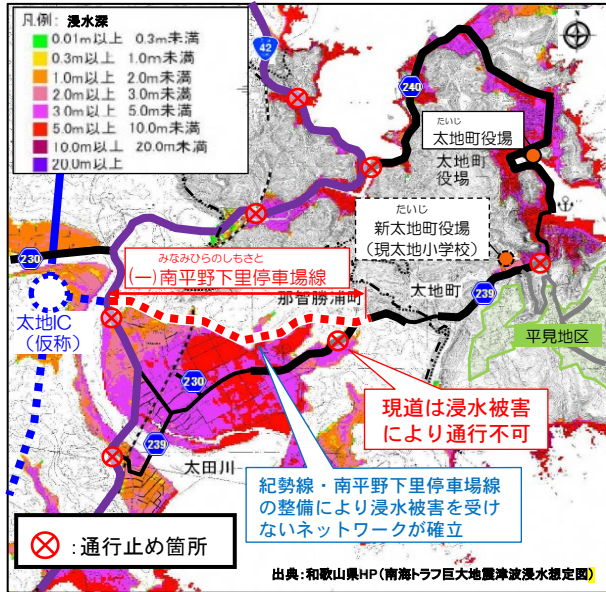 凡例: 浸水深
0.01m以上 0.3m未満
0.3m以上 1.0m未満
1.0m以上 2.0m未満
2.0m以上 3.0m未満
3.0m以上 5.0m未満
5.0m以上 10.0m未満
10.0m以上 20.0m未満
20.0m以上
42
240
たいじ
太地町役場
太地町
役場
たいじ
新太地町役場
(現太地小学校)
230
みなみひらのしもさと
(一)南平野下里停車場線
那智勝浦町
太地町
239
太地IC
(仮称)
平見地区
230
現道は浸水被害
により通行不可
239
太田川
紀勢線・南平野下里停車場線
の整備により浸水被害を受け
ないネットワークが確立
:通行止め箇所
出典:和歌山県HP(南海トラフ巨大地震津波浸水想定図)